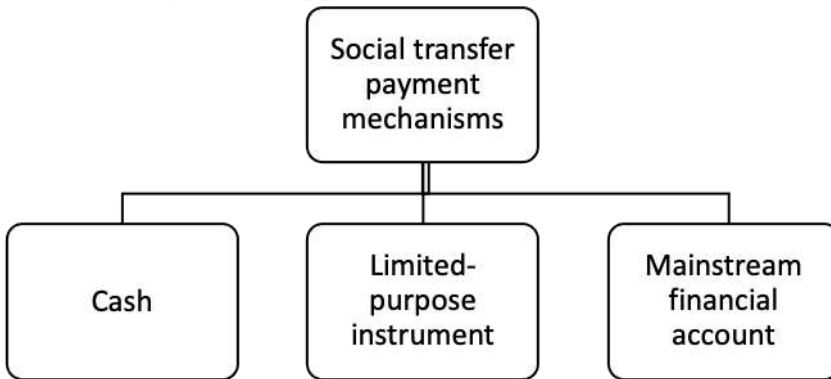 Social transfer
payment
mechanisms
Cash
Limited-
purpose
instrument
Mainstream
financial
account